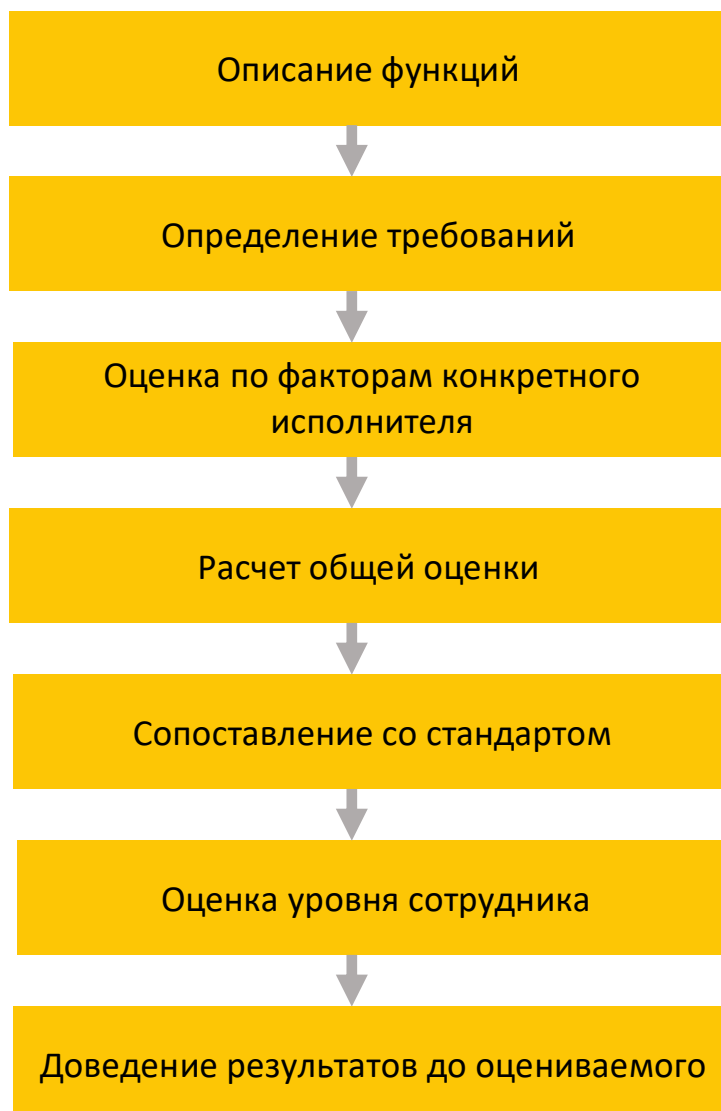 Описание функций
Определение требований
Оценка по факторам конкретного
исполнителя
Расчет общей оценки
Сопоставление со стандартом
Оценка уровня сотрудника
Доведение результатов до оцениваемого